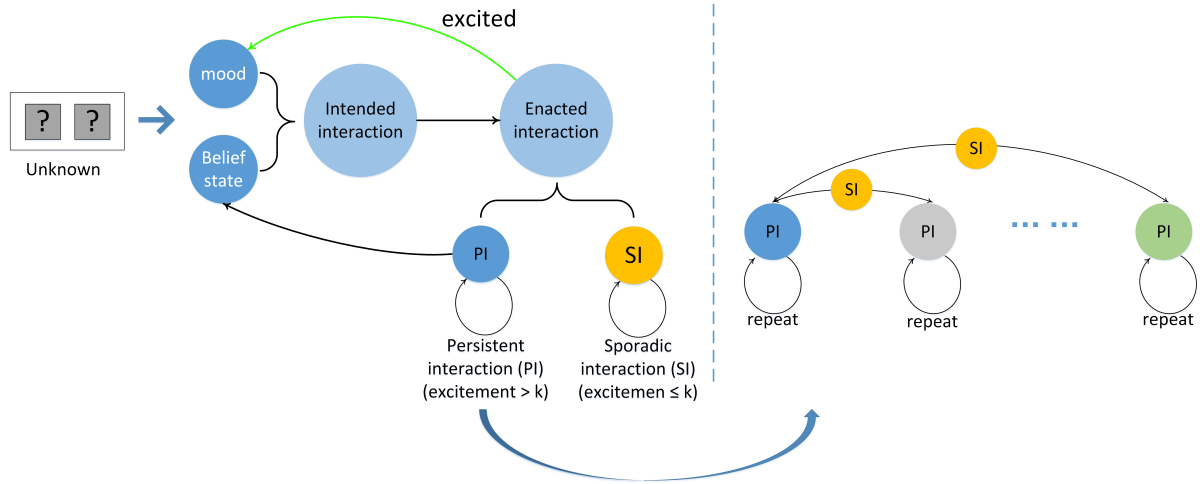 excited
mood
? ?
Unknown
Belief
state
Intended
interaction
Enacted
interaction
PI
SI
Persistent
interaction (PI)
(excitement > k)
Sporadic
interaction (SI)
(excitemen ≤ k)
SI
SI
PI
PI
... ...
PI
repeat
repeat
repeat